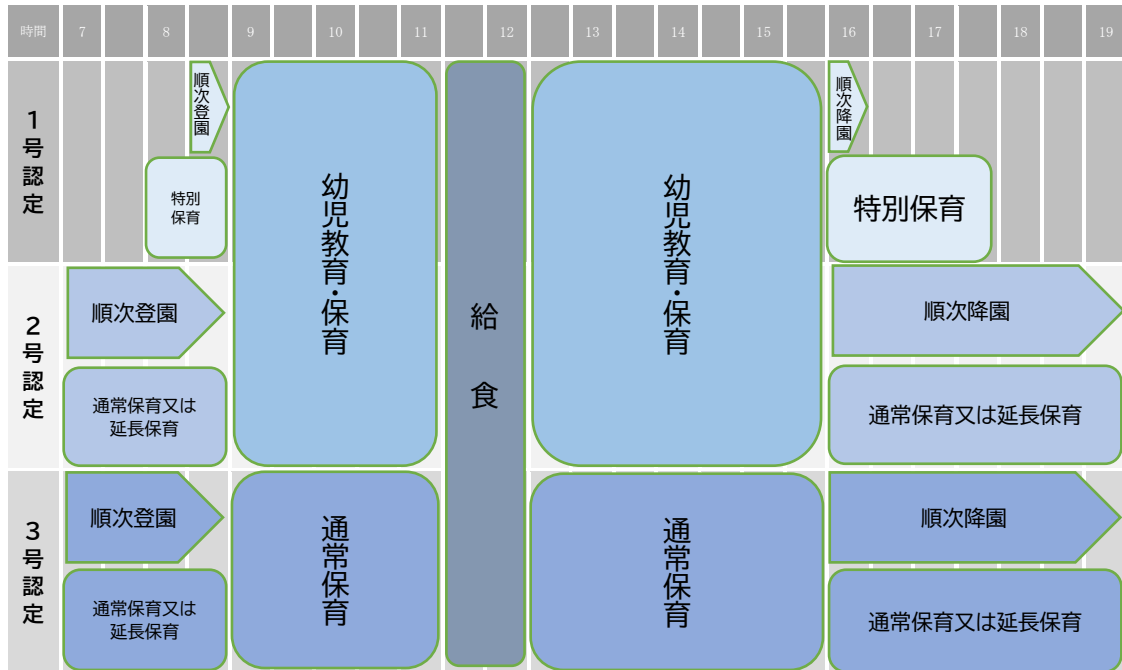 時間 7 8 9 10 11 12 13 14 15 16 17 18 19
1号認定
順次登園
特別
保育
幼児教育・保育
給食
幼児教育・保育
順次降園
特別保育
2号認定
順次登園
通常保育又は
延長保育
順次降園
通常保育又は延長保育
3号認定
順次登園
通常保育又は
延長保育
通常保育
通常保育
順次降園
通常保育又は延長保育